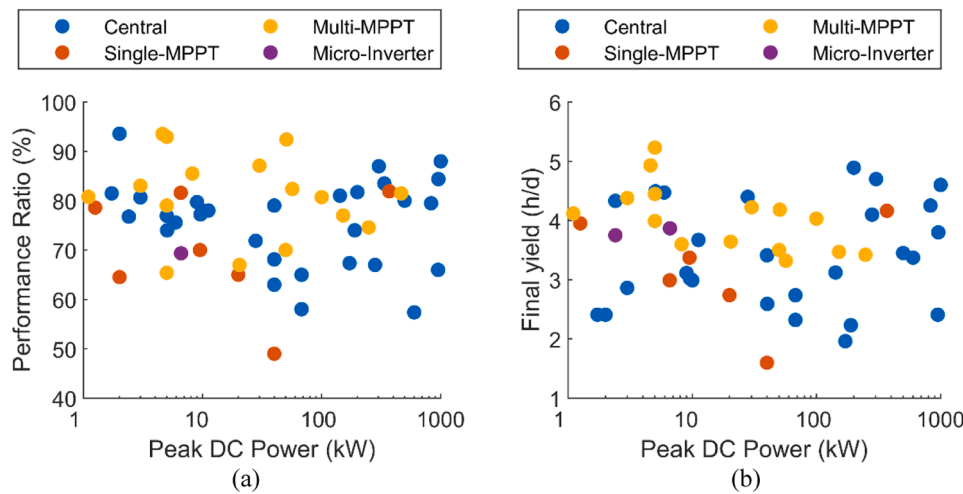 (a)
Central Multi-MPPT
Single-MPPT Micro-Inverter
Performance Ratio (%)
100
90
80
70
60
50
40
1 10 100 1000
Peak DC Power (kW)
(a)
(b)
Central Multi-MPPT
Single-MPPT Micro-Inverter
Final yield (h/d)
6
5
4
3
2
1
1 10 100 1000
Peak DC Power (kW)
(b)